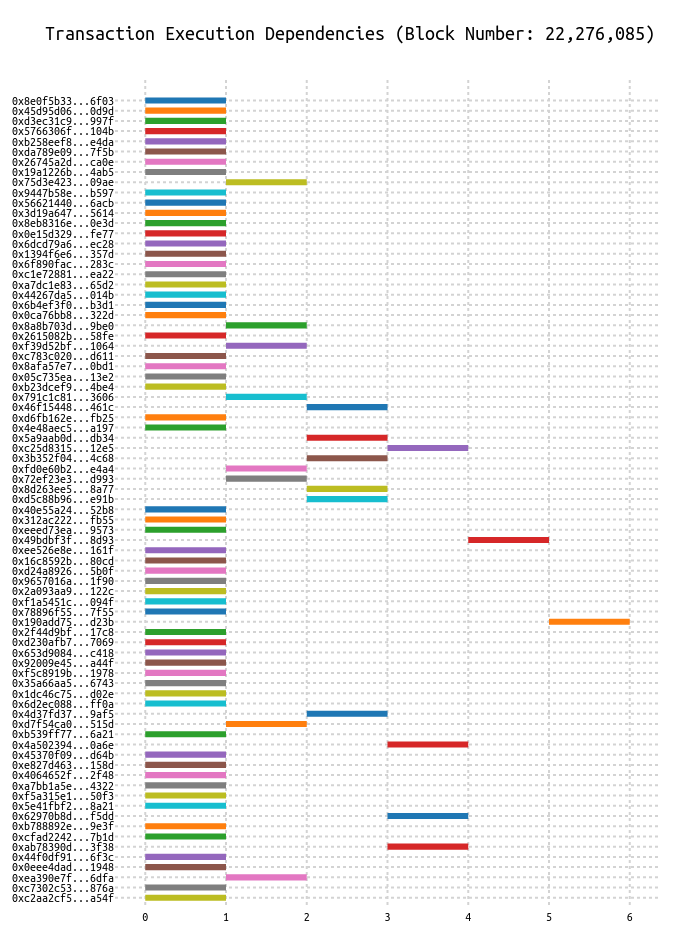 Transaction Execution Dependencies (Block Number: 22,276,085)
0x8e0f5b33...6f03
0x45d95d06...0d9d
0xd3ec31c9...997f
0x5766306f...104b
0xb258eef8...e4da
0xda789e09...7f5b
0x26745a2d...ca0e
0x19a1226b...4ab5
0x75d3e423...09ae
0x9447b58e...b597
0x56621440...6acb
0x3d19a647...5614
0x8eb8316e...0e3d
0x0e15d329...fe77
0x6dcd79a6...ec28
0x1394f6e6...357d
0x6f890fac...283c
0xc1e72881...ea22
0xa7dc1e83...65d2
0x44267da5...014b
0x6b4ef3f0...b3d1
0x0ca76bb8...322d
0x8a8b703d...9be0
0x2615082b...58fe
0xf39d52bf...1064
0xc783c020...d611
0x8afa57e7...0bd1
0x05c735ea...13e2
0xb23dcef9...4be4
0x791c1c81...3606
0x46f15448...461c
0xd6fb162e...fb25
0x4e48aec5...a197
0x5a9aab0d...db34
0xc25d8315...12e5
0x3b352f04...4c68
0xfd0e60b2...e4a4
0x72ef23e3...d993
0x8d263ee5...8a77
0xd5c88b96...e91b
0x40e55a24...52b8
0x312ac222...fb55
0xeeed73ea...9573
0x49bdbf3f...8d93
0xee526e8e...161f
0x16c8592b...80cd
0xd24a8926...5b0f
0x9657016a...1f90
0x2a093aa9...122c
0xf1a5451c...094f
0x78896f55...7f55
0x190add75...d23b
0x2f44d9bf...17c8
0xd230afb7...7069
0x653d9084...c418
0x92009e45...a44f
0xf5c8919b...1978
0x35a66aa5...6743
0x1dc46c75...d02e
0x6d2ec088...ff0a
0x4d37fd37...9af5
0xd7f54ca0...515d
0xb539ff77...6a21
0x4a502394...0a6e
0x45370f09...d64b
0xe827d463...158d
0x4064652f...2f48
0xa7bb1a5e...4322
0xf5a315e1...50f3
0x5e41fbf2...8a21
0x62970b8d...f5dd
0xb788892e...9e3f
0xcfad2242...7b1d
0xab78390d...3f38
0x44f0df91...6f3c
0x0eee4dad...1948
0xea390e7f...6dfa
0xc7302c53...876a
0xc2aa2cf5...a54f
0 1 2 3 4 5 6